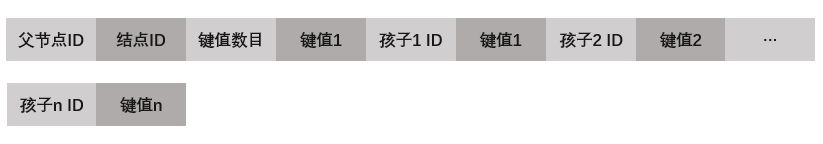 父节点ID 结点ID 键值数目 键值1 孩子1 ID 键值1 孩子2 ID 键值2 ...
孩子n ID 键值n